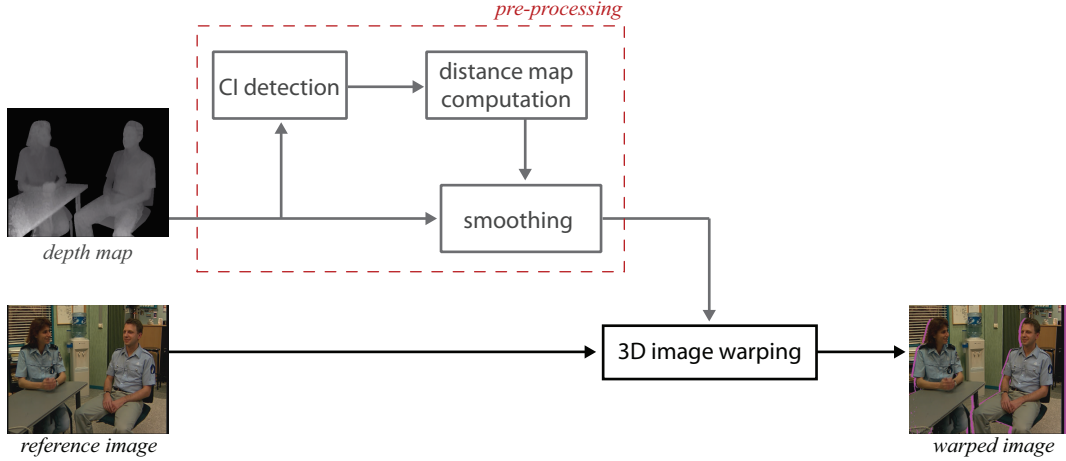 pre-processing
CI detection
distance map
computation
smoothing
depth map
3D image warping
reference image
warped image